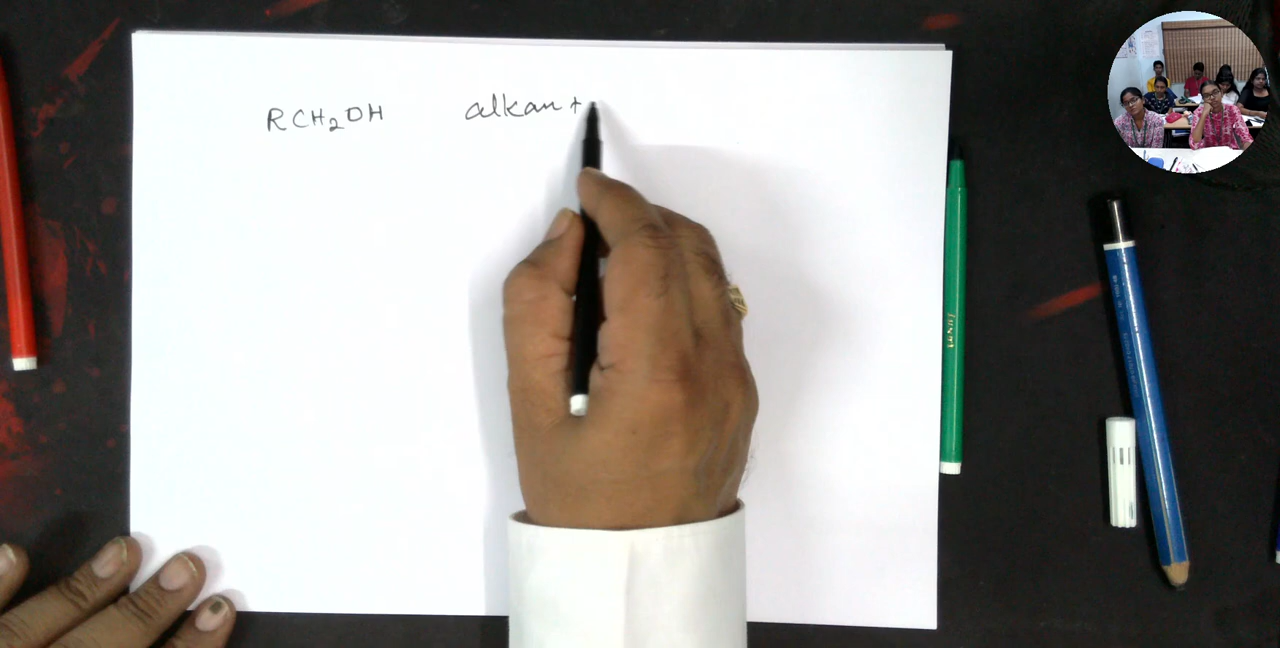 RCH₂OH alkan +